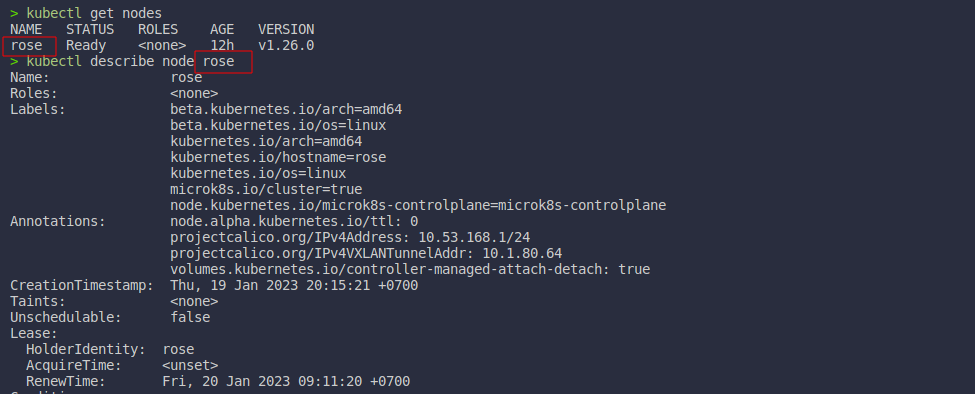 > kubectl get nodes
NAME   STATUS   ROLES    AGE   VERSION
rose   Ready    <none>   12h   v1.26.0
> kubectl describe node rose
Name:               rose
Roles:              <none>
Labels:             beta.kubernetes.io/arch=amd64
                    beta.kubernetes.io/os=linux
                    kubernetes.io/arch=amd64
                    kubernetes.io/hostname=rose
                    kubernetes.io/os=linux
                    microk8s.io/cluster=true
                    node.kubernetes.io/microk8s-controlplane=microk8s-controlplane
Annotations:        node.alpha.kubernetes.io/ttl: 0
                    projectcalico.org/IPv4Address: 10.53.168.1/24
                    projectcalico.org/IPv4VXLANTunnelAddr: 10.1.80.64
                    volumes.kubernetes.io/controller-managed-attach-detach: true
CreationTimestamp:  Thu, 19 Jan 2023 20:15:21 +0700
Taints:             <none>
Unschedulable:      false
Lease:
  HolderIdentity:  rose
  AcquireTime:     <unset>
  RenewTime:       Fri, 20 Jan 2023 09:11:20 +0700